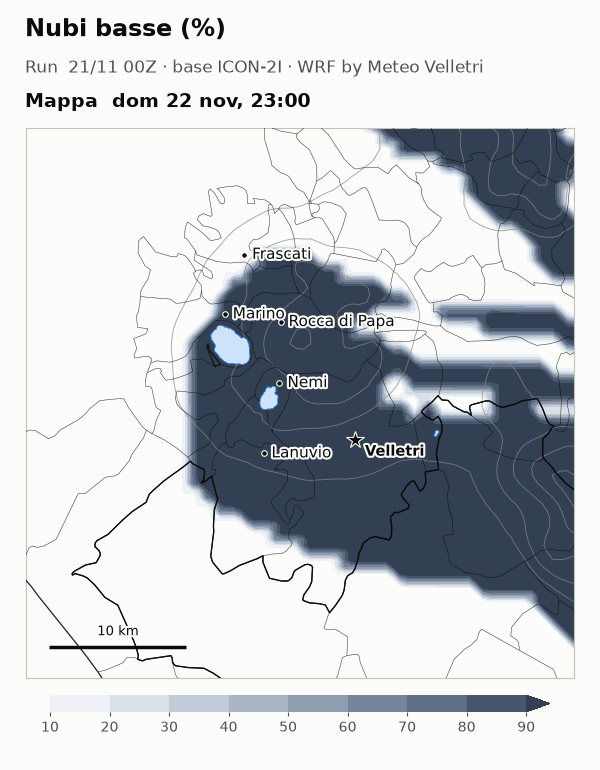 Nubi basse (%)
Run  21/11 00Z · base ICON-2I · WRF by Meteo Velletri
Mappa  dom 22 nov, 23:00
Frascati
Marino
Rocca di Papa
Nemi
Velletri
Lanuvio
10 km
10 20 30 40 50 60 70 80 90